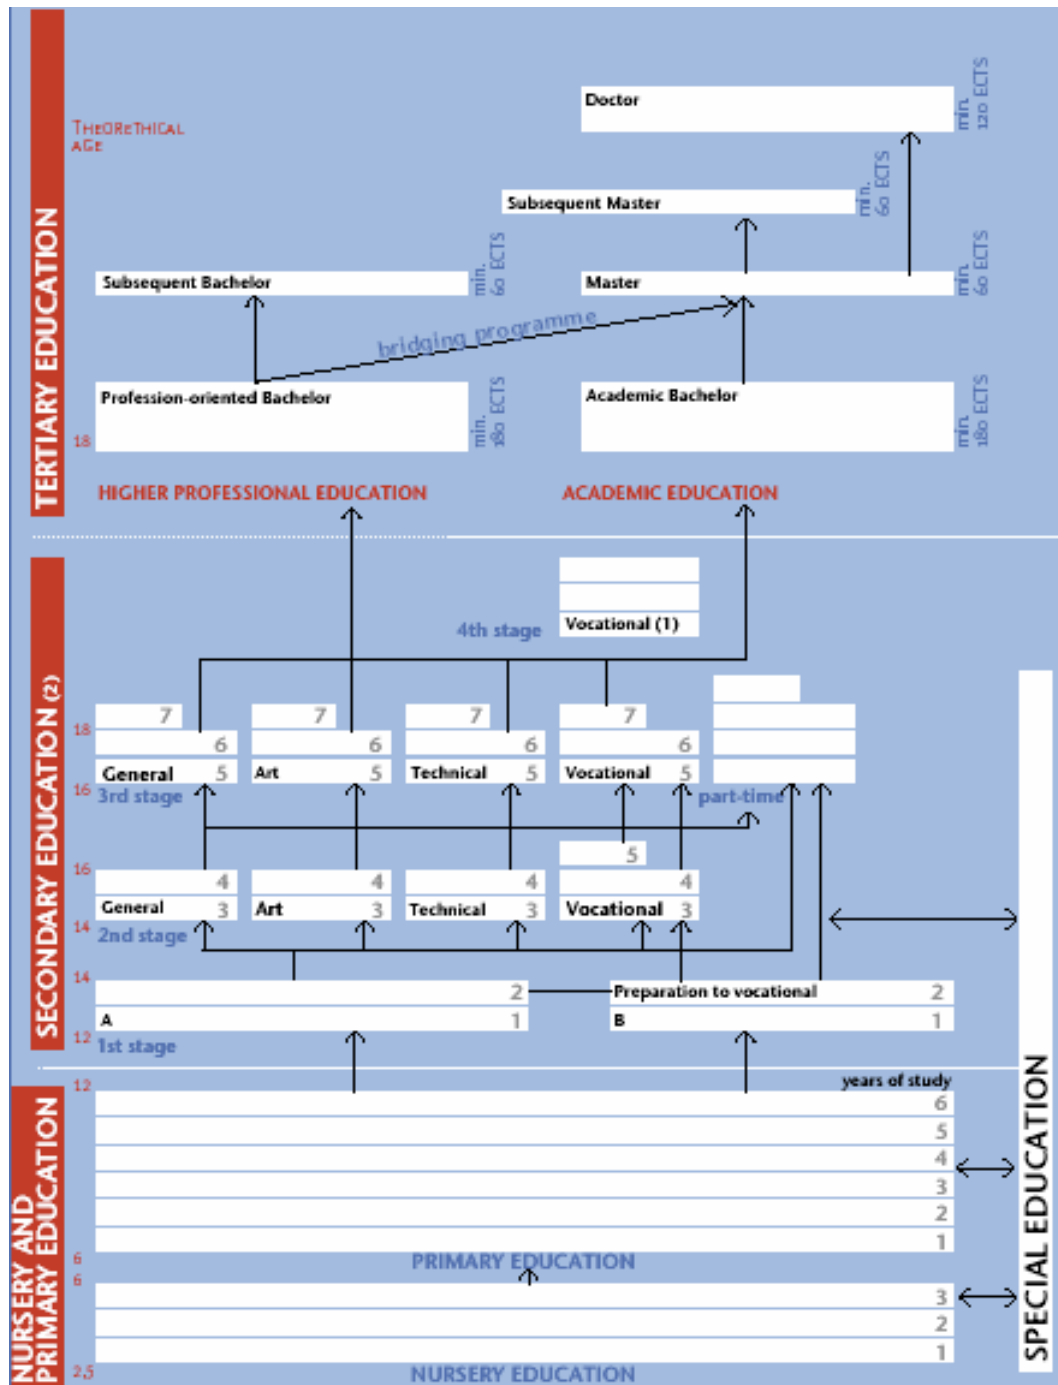 TERTIARY EDUCATION
THEORETHICAL
AGE
Doctor
min.
120 ECTS
Subsequent Master
min.
60 ECTS
Subsequent Bachelor
min.
60 ECTS
Master
min.
60 ECTS
bridging programme
Profession-oriented Bachelor
min.
180 ECTS
Academic Bachelor
min.
180 ECTS
18
HIGHER PROFESSIONAL EDUCATION
ACADEMIC EDUCATION
SECONDARY EDUCATION (2)
4th stage
Vocational (1)
7 7 7 7
18
6 6 6 6
General 5 Art 5 Technical 5 Vocational 5
16
3rd stage
part-time
5
16
4 4 4 4
General 3 Art 3 Technical 3 Vocational 3
14
2nd stage
14
2 Preparation to vocational 2
A 1 B 1
12
1st stage
NURSERY AND
PRIMARY EDUCATION
12
years of study
6
5
4
3
2
1
6
PRIMARY EDUCATION
6
3
2
1
2,5
NURSERY EDUCATION
SPECIAL EDUCATION